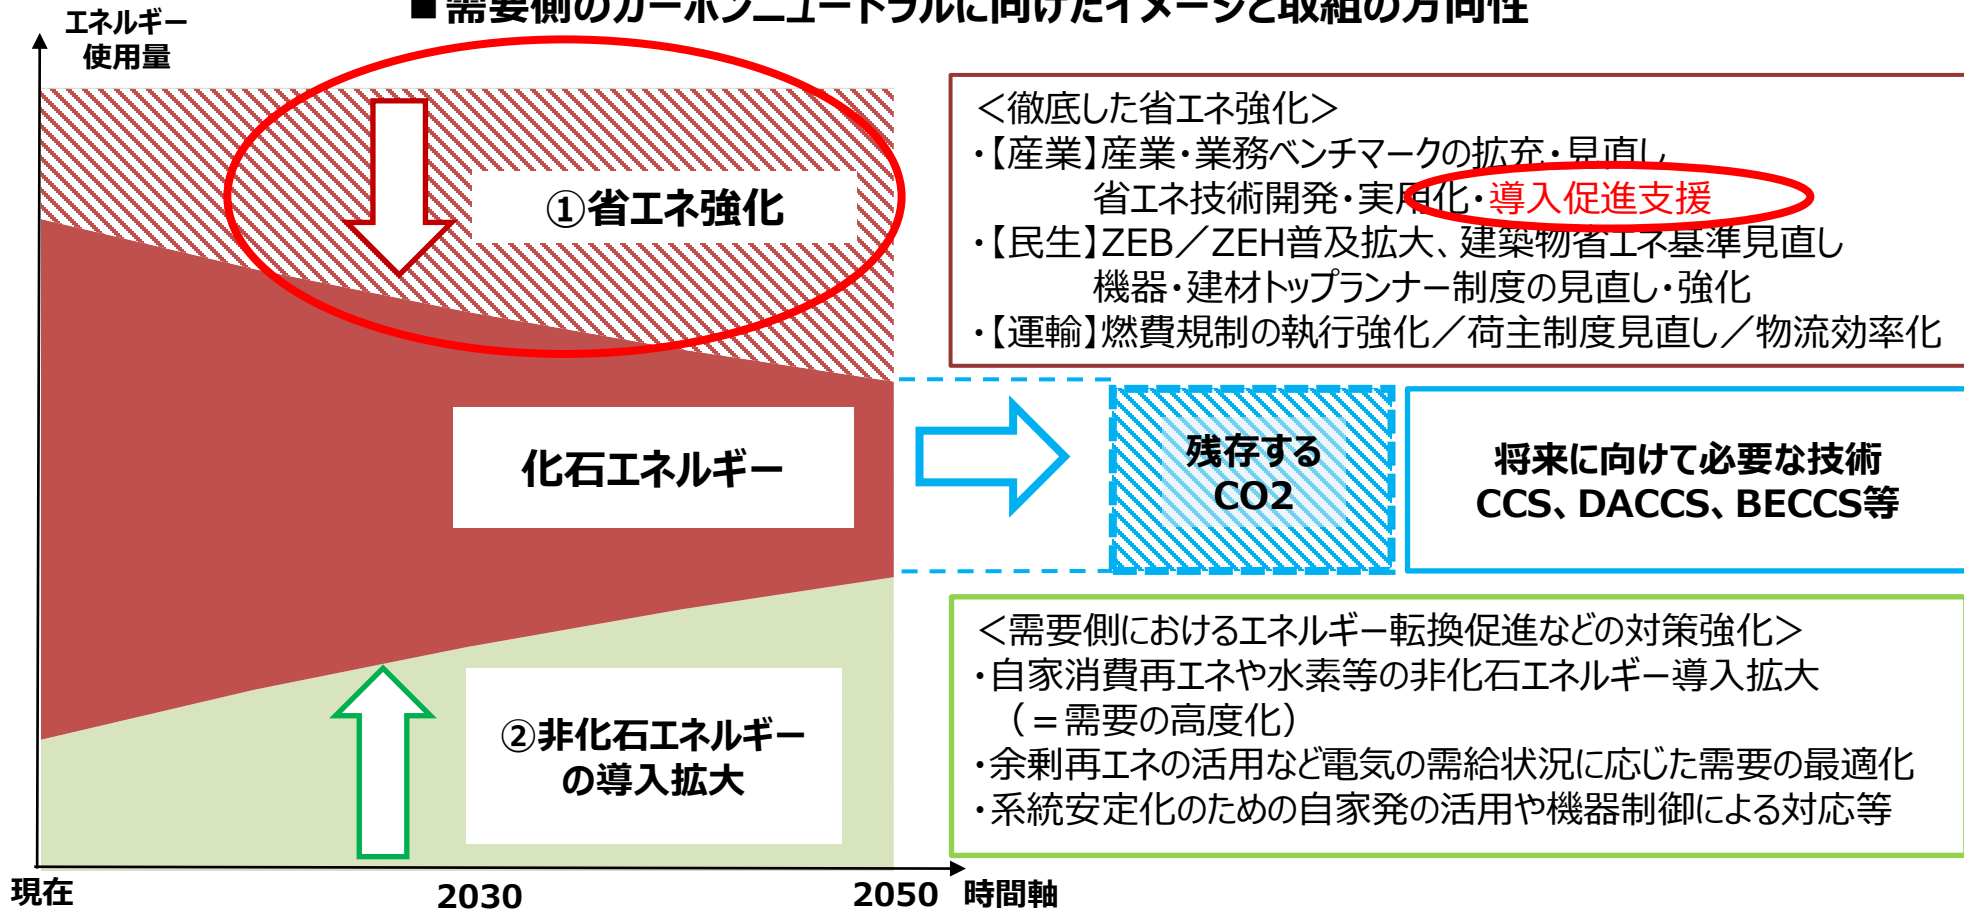 ■需要側のカーボンニュートラルに向けたイメージと取組の方向性
エネルギー
使用量
①省エネ強化
化石エネルギー
②非化石エネルギー
の導入拡大
現在
2030
2050
時間軸
＜徹底した省エネ強化＞
・【産業】産業・業務ベンチマークの拡充・見直し
省エネ技術開発・実用化・導入促進支援
・【民生】ZEB／ZEH普及拡大、建築物省エネ基準見直し
機器・建材トップランナー制度の見直し・強化
・【運輸】燃費規制の執行強化／荷主制度見直し／物流効率化
残存する
CO2
将来に向けて必要な技術
CCS、DACCS、BECCS等
＜需要側におけるエネルギー転換促進などの対策強化＞
・自家消費再エネや水素等の非化石エネルギー導入拡大
（＝需要の高度化）
・余剰再エネの活用など電気の需給状況に応じた需要の最適化
・系統安定化のための自家発の活用や機器制御による対応等